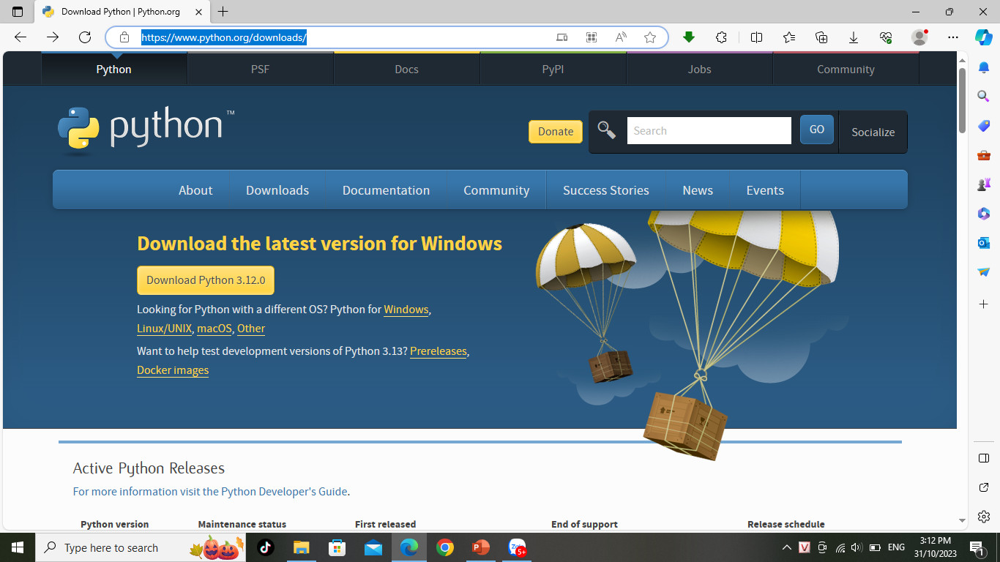 Download Python | Python.org
https://www.python.org/downloads/
Python PSF Docs PyPI Jobs Community
python™
Donate Search GO Socialize
About Downloads Documentation Community Success Stories News Events
Download the latest version for Windows
Download Python 3.12.0
Looking for Python with a different OS? Python for Windows,
Linux/UNIX, macOS, Other
Want to help test development versions of Python 3.13? Prereleases,
Docker images
Active Python Releases
For more information visit the Python Developer's Guide.
Python version Maintenance status First released End of support Release schedule
Type here to search
5+
V
ENG
3:12 PM
31/10/2023
1